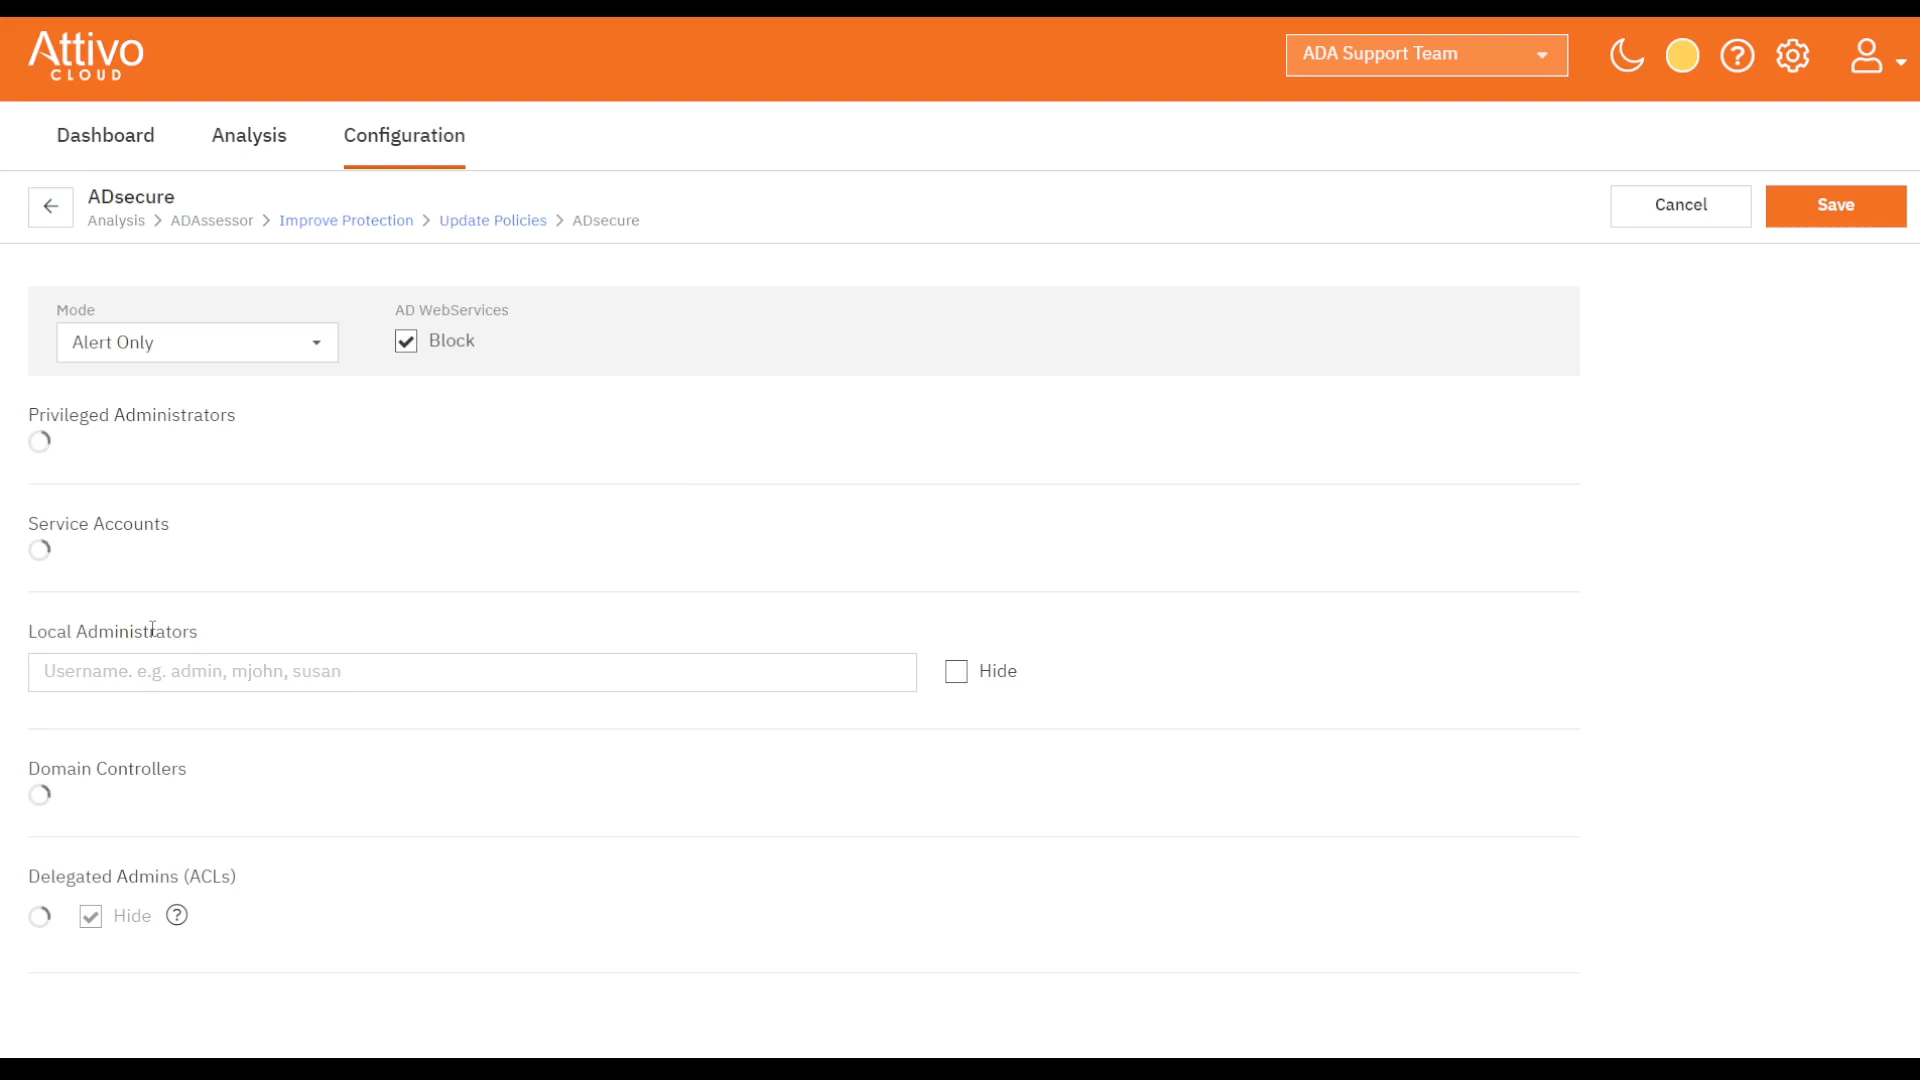 Attivo
CLOUD
ADA Support Team
Dashboard Analysis Configuration
ADsecure
Analysis > ADAssessor > Improve Protection > Update Policies > ADsecure
Cancel Save
Mode AD WebServices
Alert Only Block
Privileged Administrators
Service Accounts
Local Administrators
Username. e.g. admin, mjohn, susan Hide
Domain Controllers
Delegated Admins (ACLs)
Hide ?